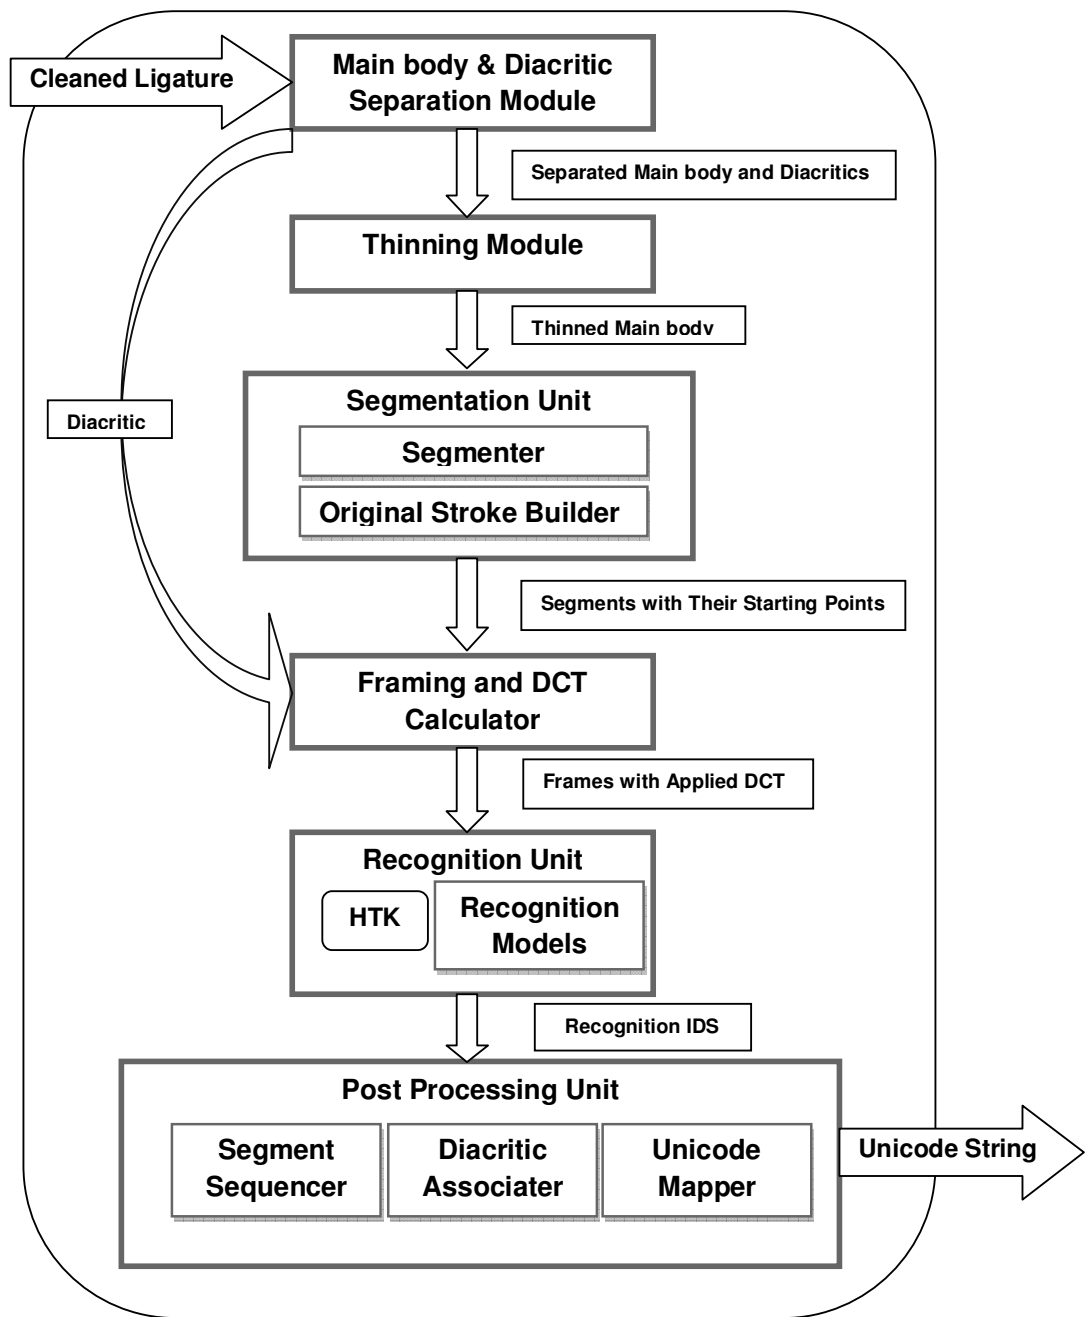 Cleaned Ligature
Main body & Diacritic
Separation Module
Separated Main body and Diacritics
Thinning Module
Thinned Main body
Diacritic
Segmentation Unit
Segmenter
Original Stroke Builder
Segments with Their Starting Points
Framing and DCT
Calculator
Frames with Applied DCT
Recognition Unit
HTK
Recognition
Models
Recognition IDS
Post Processing Unit
Segment
Sequencer
Diacritic
Associater
Unicode
Mapper
Unicode String